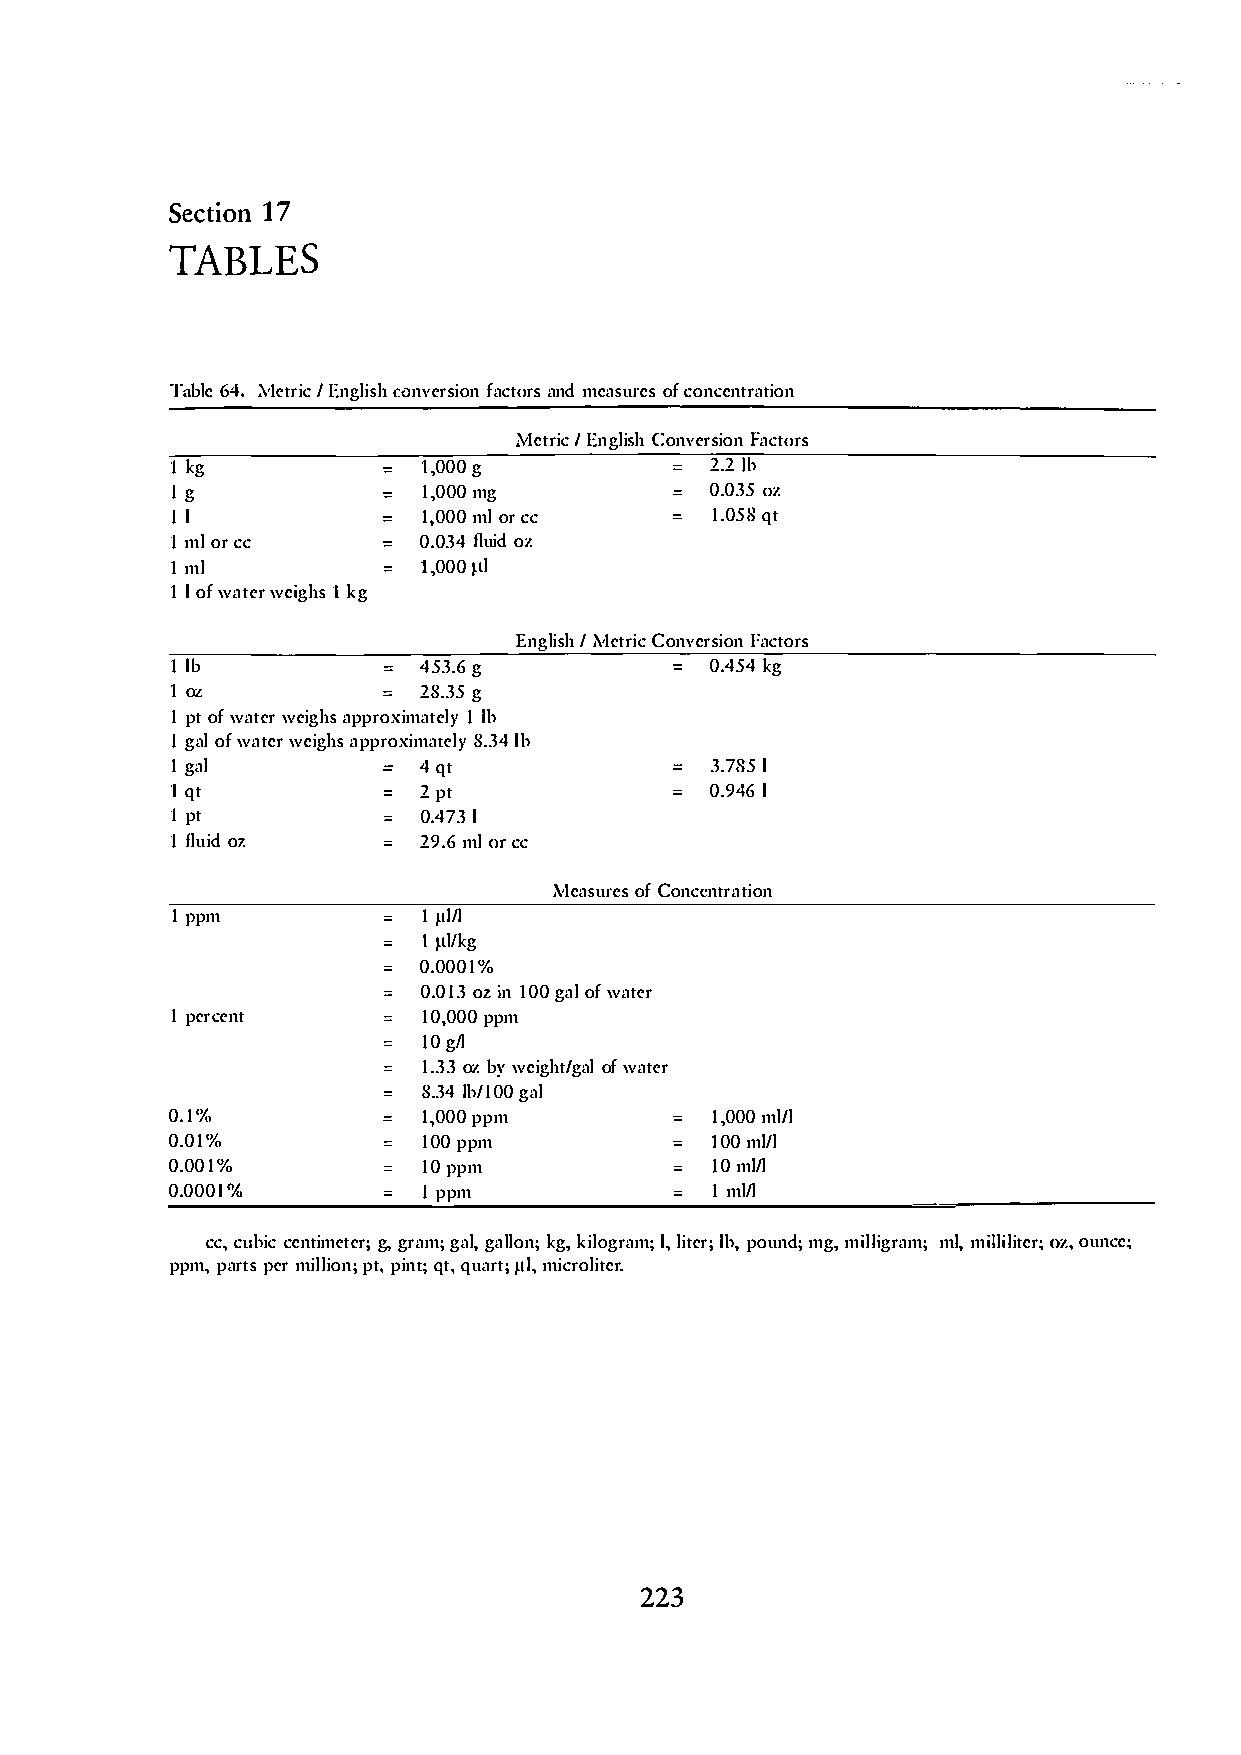 Section 17
TABLES
Table 64. Metric / English conversion factors and measures of concentration
Metric / English Conversion Factors
1 kg = 1,000 g = 2.2 lb
1 g = 1,000 mg = 0.035 oz
1 l = 1,000 ml or cc = 1.058 qt
1 ml or cc = 0.034 fluid oz
1 ml = 1,000 µl
1 l of water weighs 1 kg
English / Metric Conversion Factors
1 lb = 453.6 g = 0.454 kg
1 oz = 28.35 g
1 pt of water weighs approximately 1 lb
1 gal of water weighs approximately 8.34 lb
1 gal = 4 qt = 3.785 l
1 qt = 2 pt = 0.946 l
1 pt = 0.473 l
1 fluid oz = 29.6 ml or cc
Measures of Concentration
1 ppm = 1 µl/l
= 1 µl/kg
= 0.0001%
= 0.013 oz in 100 gal of water
1 percent = 10,000 ppm
= 10 g/l
= 1.33 oz by weight/gal of water
= 8.34 lb/100 gal
0.1% = 1,000 ppm = 1,000 ml/l
0.01% = 100 ppm = 100 ml/l
0.001% = 10 ppm = 10 ml/l
0.0001% = 1 ppm = 1 ml/l
cc, cubic centimeter; g, gram; gal, gallon; kg, kilogram; l, liter; lb, pound; mg, milligram; ml, milliliter; oz, ounce;
ppm, parts per million; pt, pint; qt, quart; µl, microliter.
223